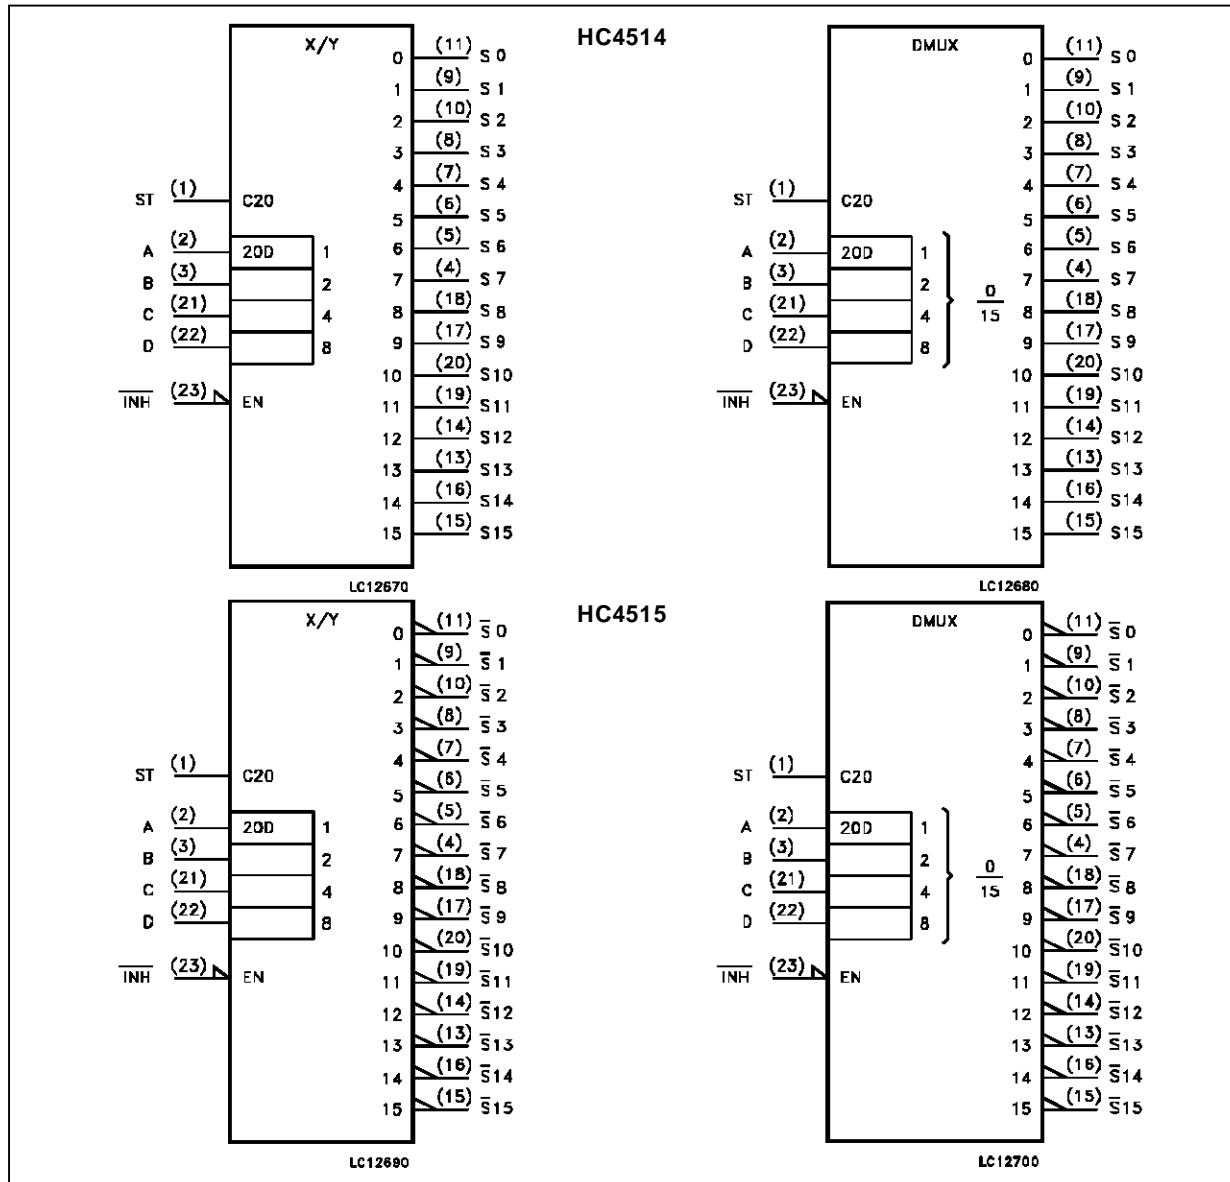 HC4514
X/Y
0 (11) S0
1 (9) S1
2 (10) S2
3 (8) S3
4 (7) S4
ST (1) C20
5 (6) S5
A (2) 20D 1
6 (5) S6
B (3) 2
7 (4) S7
C (21) 4
8 (18) S8
D (22) 8
9 (17) S9
10 (20) S10
I̅N̅H̅ (23) EN
11 (19) S11
12 (14) S12
13 (13) S13
14 (16) S14
15 (15) S15
LC12670
DMUX
0 (11) S0
1 (9) S1
2 (10) S2
3 (8) S3
4 (7) S4
ST (1) C20
5 (6) S5
A (2) 20D 1
6 (5) S6
B (3) 2
7 (4) S7
0
15
C (21) 4
8 (18) S8
D (22) 8
9 (17) S9
10 (20) S10
I̅N̅H̅ (23) EN
11 (19) S11
12 (14) S12
13 (13) S13
14 (16) S14
15 (15) S15
LC12680
HC4515
X/Y
0 (11) S̅0
1 (9) S̅1
2 (10) S̅2
3 (8) S̅3
4 (7) S̅4
ST (1) C20
5 (6) S̅5
A (2) 20D 1
6 (5) S̅6
B (3) 2
7 (4) S̅7
C (21) 4
8 (18) S̅8
D (22) 8
9 (17) S̅9
10 (20) S̅10
I̅N̅H̅ (23) EN
11 (19) S̅11
12 (14) S̅12
13 (13) S̅13
14 (16) S̅14
15 (15) S̅15
LC12690
DMUX
0 (11) S̅0
1 (9) S̅1
2 (10) S̅2
3 (8) S̅3
4 (7) S̅4
ST (1) C20
5 (6) S̅5
A (2) 20D 1
6 (5) S̅6
B (3) 2
7 (4) S̅7
0
15
C (21) 4
8 (18) S̅8
D (22) 8
9 (17) S̅9
10 (20) S̅10
I̅N̅H̅ (23) EN
11 (19) S̅11
12 (14) S̅12
13 (13) S̅13
14 (16) S̅14
15 (15) S̅15
LC12700